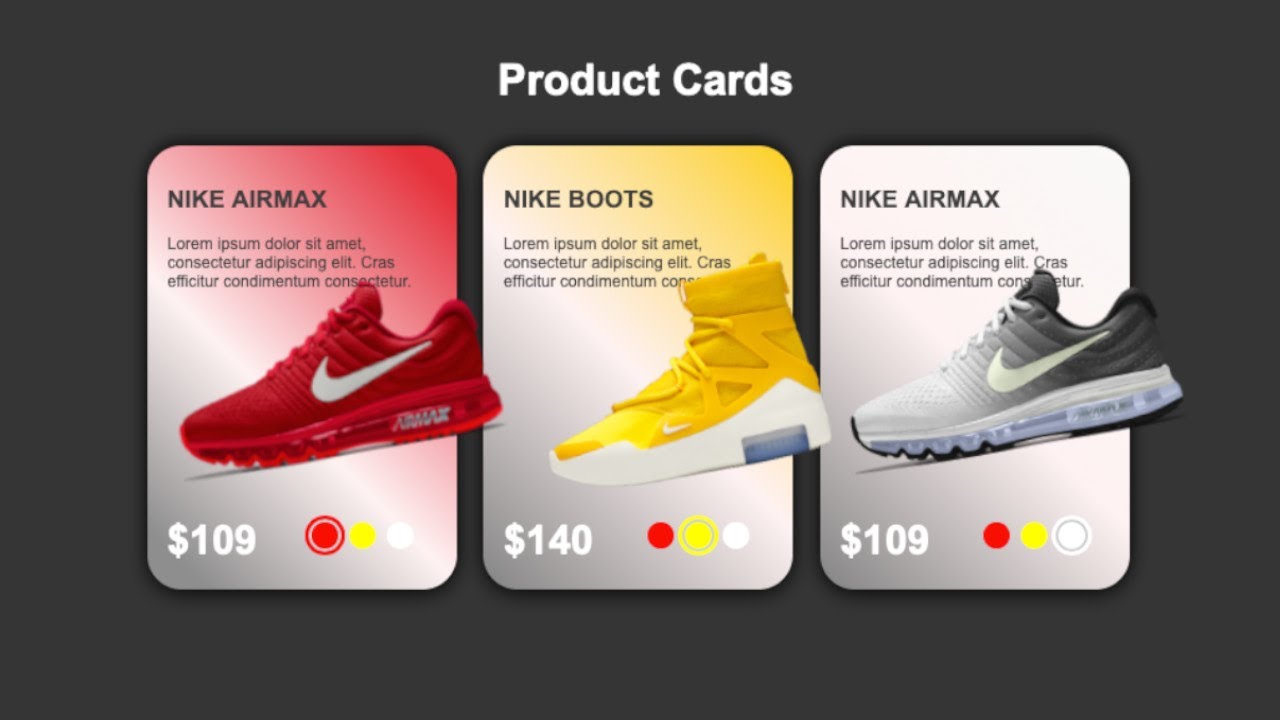 Product Cards
NIKE AIRMAX
Lorem ipsum dolor sit amet,
consectetur adipiscing elit. Cras
efficitur condimentum consectetur.
AIRMAX
$109
NIKE BOOTS
Lorem ipsum dolor sit amet,
consectetur adipiscing elit. Cras
efficitur condimentum
$140
NIKE AIRMAX
Lorem ipsum dolor sit amet,
consectetur adipiscing elit. Cras
efficitur condimentum
$109